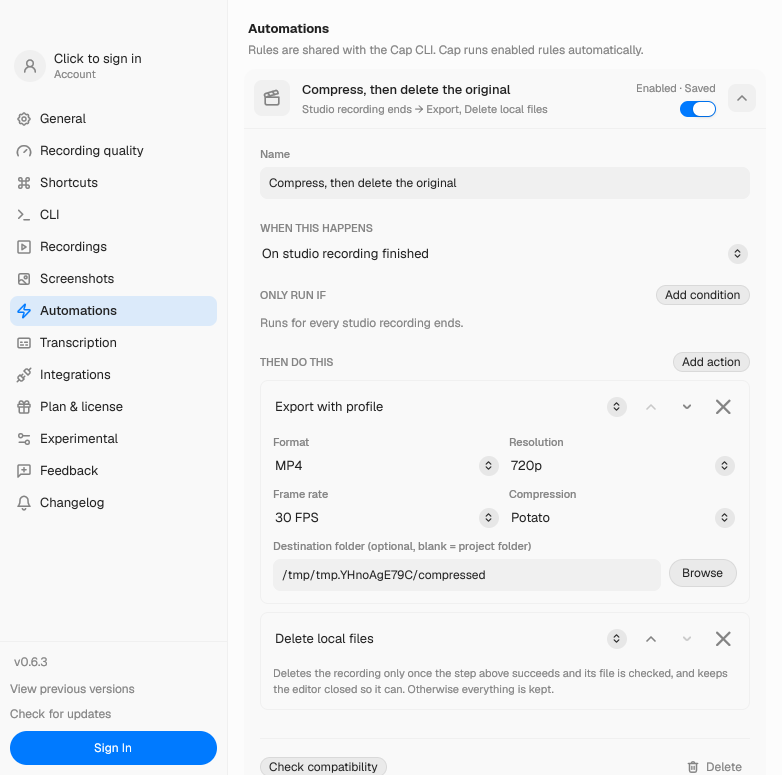 Click to sign in
Account
General
Recording quality
Shortcuts
CLI
Recordings
Screenshots
Automations
Transcription
Integrations
Plan & license
Experimental
Feedback
Changelog
v0.6.3
View previous versions
Check for updates
Sign In
Automations
Rules are shared with the Cap CLI. Cap runs enabled rules automatically.
Compress, then delete the original
Studio recording ends → Export, Delete local files
Enabled · Saved
Name
Compress, then delete the original
WHEN THIS HAPPENS
On studio recording finished
ONLY RUN IF
Add condition
Runs for every studio recording ends.
THEN DO THIS
Add action
Export with profile
Format
Resolution
MP4
720p
Frame rate
Compression
30 FPS
Potato
Destination folder (optional, blank = project folder)
/tmp/tmp.YHnoAgE79C/compressed
Browse
Delete local files
Deletes the recording only once the step above succeeds and its file is checked, and keeps
the editor closed so it can. Otherwise everything is kept.
Check compatibility
Delete